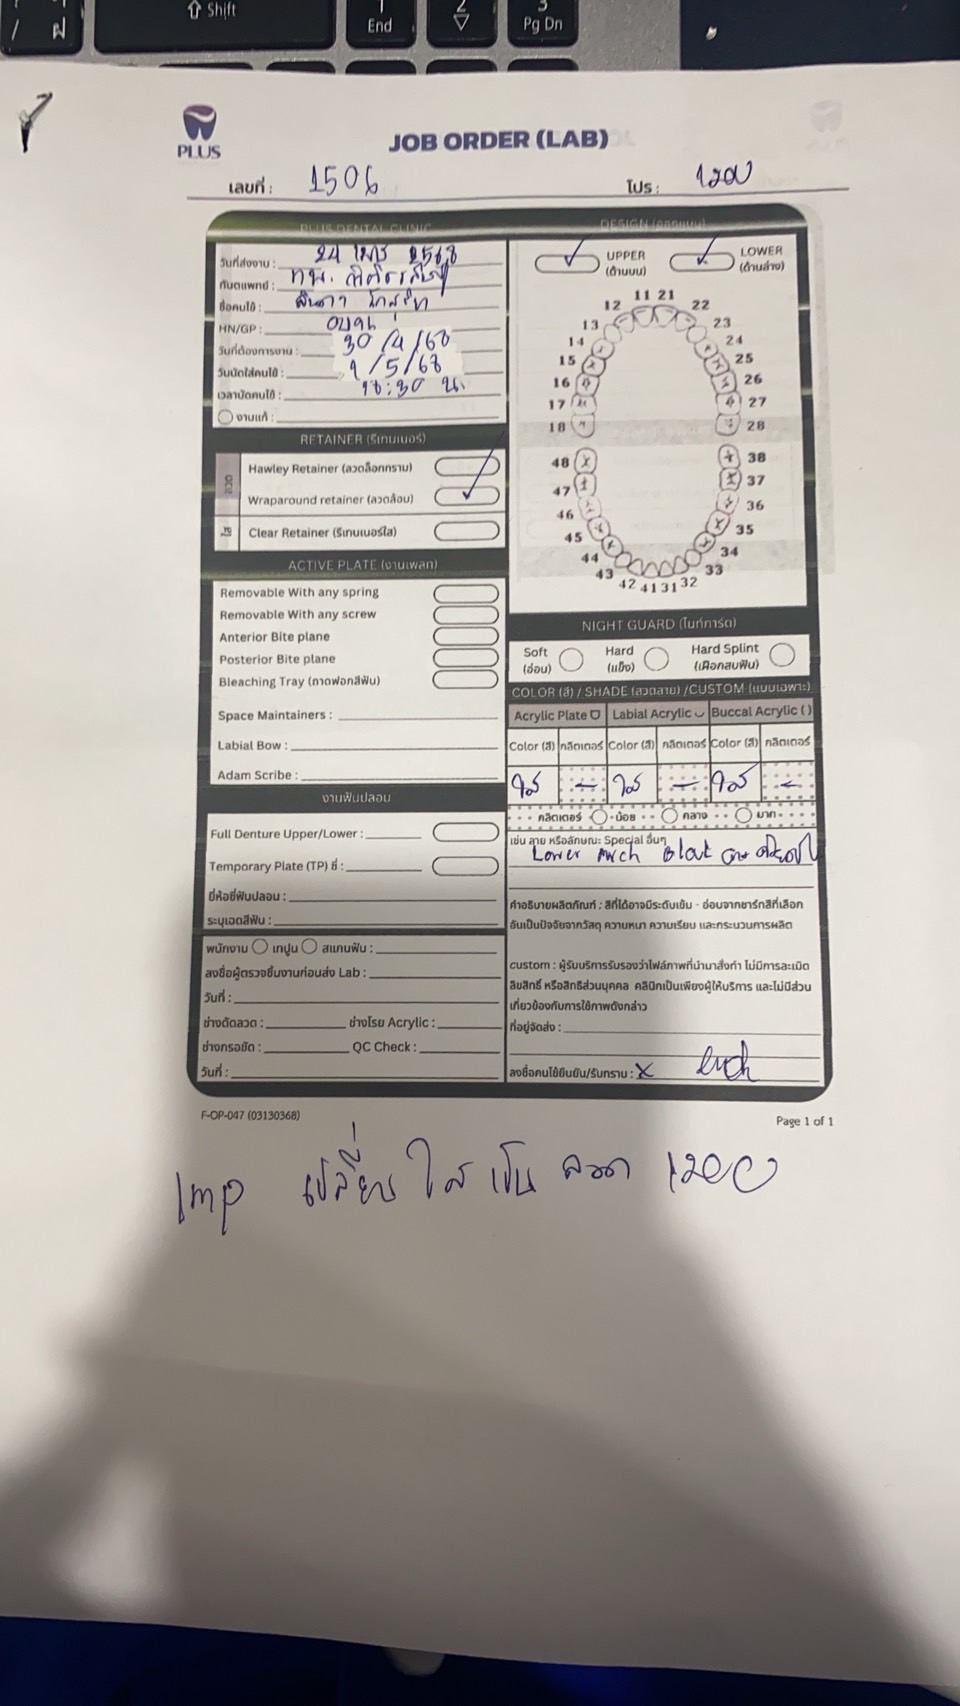 ⇧ Shift
1
End
2
▽
3
Pg Dn
/ ฝ
PLUS
JOB ORDER (LAB)
เลขที่ : 1506
โปร : 1200
PLUS DENTAL CLINIC
วันที่ส่งงาน : 24 เมษ 2568
ทันตแพทย์ : ทพ.
ชื่อคนไข้ :
HN/GP :
วันที่ต้องการงาน : 30/4/68
วันนัดใส่คนไข้ : 1/5/68
เวลานัดคนไข้ : 18:30 น.
งานแก้ :
RETAINER (รีเทนเนอร์)
ลวด
Hawley Retainer (ลวดล็อกกราม)
Wraparound retainer (ลวดล้อม)
ใส
Clear Retainer (รีเทนเนอร์ใส)
ACTIVE PLATE (งานเพลท)
Removable With any spring
Removable With any screw
Anterior Bite plane
Posterior Bite plane
Bleaching Tray (ถาดฟอกสีฟัน)
Space Maintainers :
Labial Bow :
Adam Scribe :
งานฟันปลอม
Full Denture Upper/Lower :
Temporary Plate (TP) ซี่ :
ยี่ห้อซี่ฟันปลอม :
ระบุเฉดสีฟัน :
พนักงาน เทปูน สแกนฟัน :
ลงชื่อผู้ตรวจชิ้นงานก่อนส่ง Lab :
วันที่ :
ช่างดัดลวด : ช่างโรย Acrylic :
ช่างกรอขัด : QC Check :
วันที่ :
DESIGN (ออกแบบ)
UPPER (ด้านบน)
LOWER (ด้านล่าง)
11 21
12 22
13 23
14 24
15 25
16 26
17 27
18 28
48 38
47 37
46 36
45 35
44 34
43 33
42 41 31 32
NIGHT GUARD (ไนท์การ์ด)
Soft (อ่อน)
Hard (แข็ง)
Hard Splint (เฝือกสบฟัน)
COLOR (สี) / SHADE (ลวดลาย) /CUSTOM (แบบเฉพาะ)
Acrylic Plate Labial Acrylic Buccal Acrylic ( )
Color (สี) กลิตเตอร์ Color (สี) กลิตเตอร์ Color (สี) กลิตเตอร์
ใส - ใส - ใส -
กลิตเตอร์ น้อย กลาง มาก
เช่น ลาย หรือลักษณะ Special อื่นๆ
Lower Arch
คำอธิบายผลิตภัณฑ์ : สีที่ได้อาจมีระดับเข้ม - อ่อนจากชาร์ทสีที่เลือก
อันเป็นปัจจัยจากวัสดุ ความหนา ความเรียบ และกระบวนการผลิต
custom : ผู้รับบริการรับรองว่าไฟล์ภาพที่นำมาสั่งทำ ไม่มีการละเมิด
ลิขสิทธิ์ หรือสิทธิส่วนบุคคล คลินิกเป็นเพียงผู้ให้บริการ และไม่มีส่วน
เกี่ยวข้องกับการใช้ภาพดังกล่าว
ที่อยู่จัดส่ง :
ลงชื่อคนไข้ยืนยัน/รับทราบ : X
F-OP-047 (03130368)
Page 1 of 1
Imp เปลี่ยน ใส เป็น ลวด 1200